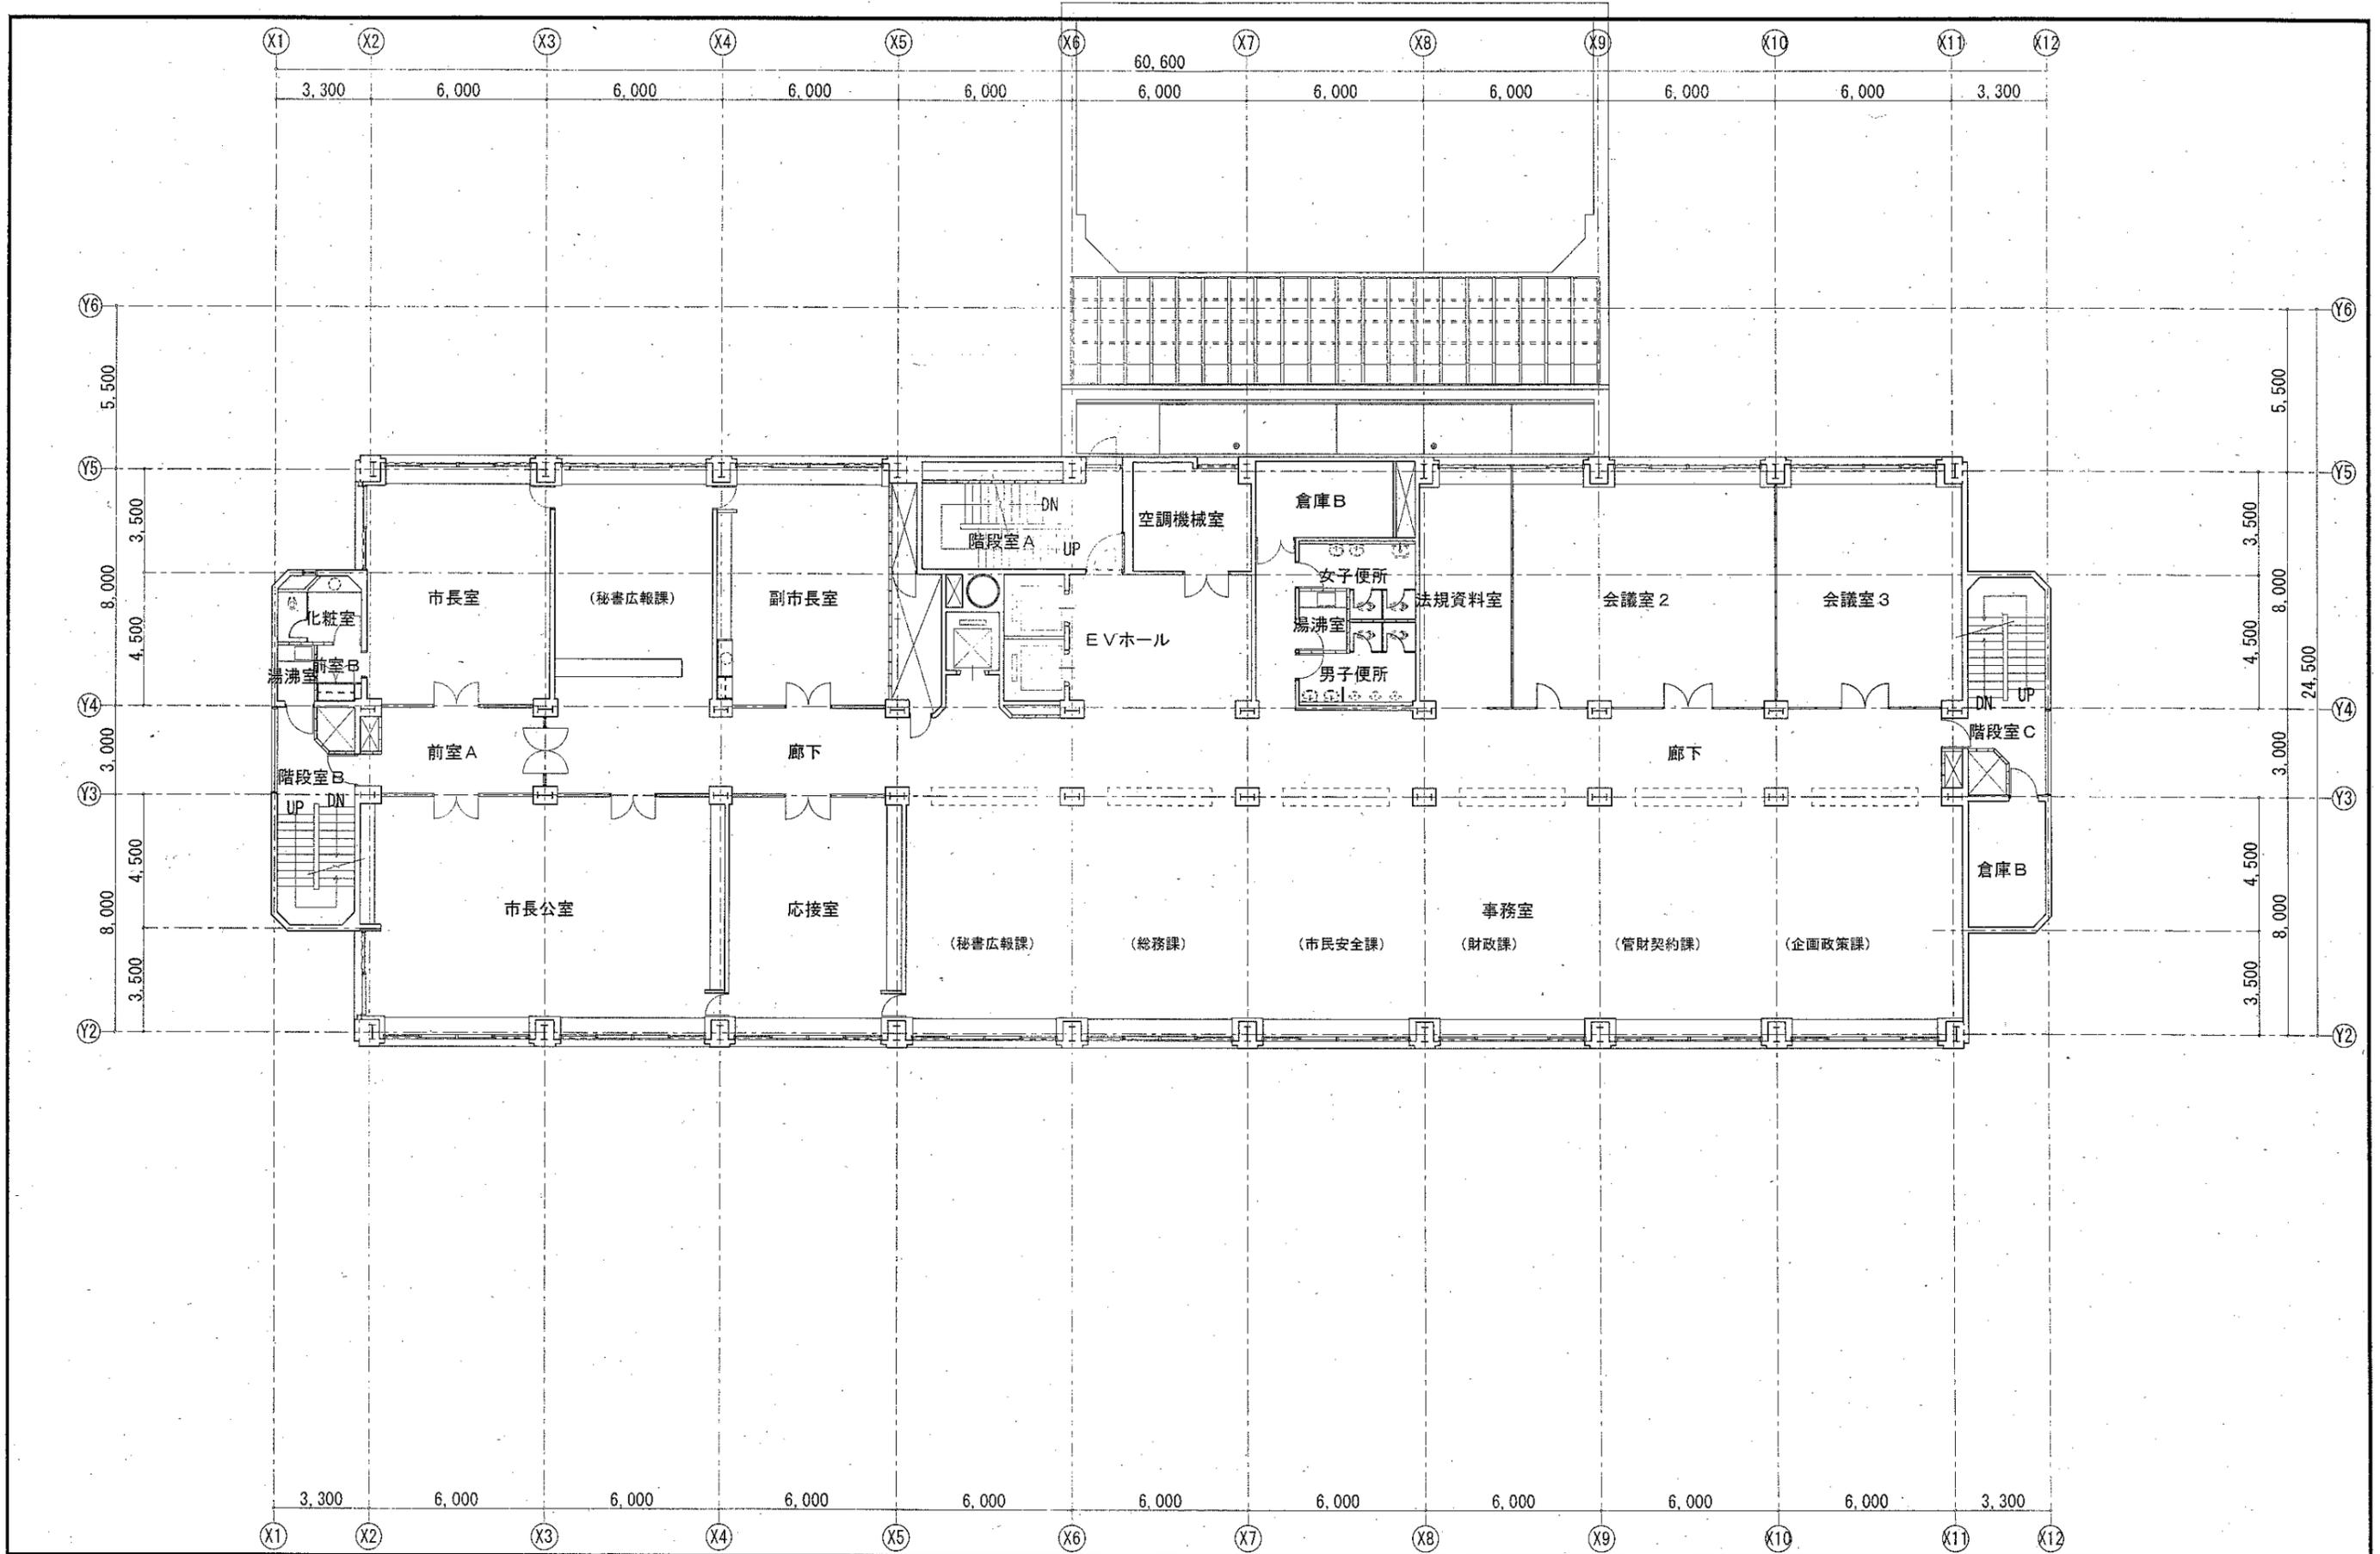 X1 X2 X3 X4 X5 X6 X7 X8 X9 X10 X11 X12
60,600
3,300 6,000 6,000 6,000 6,000 6,000 6,000 6,000 6,000 6,000 3,300
Y6 Y6
5,500 5,500
Y5 Y5
3,500 3,500
8,000 8,000
4,500 4,500
24,500
DN
倉庫B
空調機械室
階段室A
UP
女子便所
市長室
(秘書広報課)
副市長室
法規資料室
会議室2
会議室3
化粧室
湯沸室
EVホール
前室B
湯沸室
男子便所
DN UP
Y4 Y4
階段室C
前室A
廊下
廊下
3,000 3,000
階段室B
Y3 Y3
UP DN
4,500 4,500
倉庫B
市長公室
応接室
事務室
8,000 8,000
(秘書広報課)
(総務課)
(市民安全課)
(財政課)
(管財契約課)
(企画政策課)
3,500 3,500
Y2 Y2
3,300 6,000 6,000 6,000 6,000 6,000 6,000 6,000 6,000 6,000 3,300
X1 X2 X3 X4 X5 X6 X7 X8 X9 X10 X11 X12